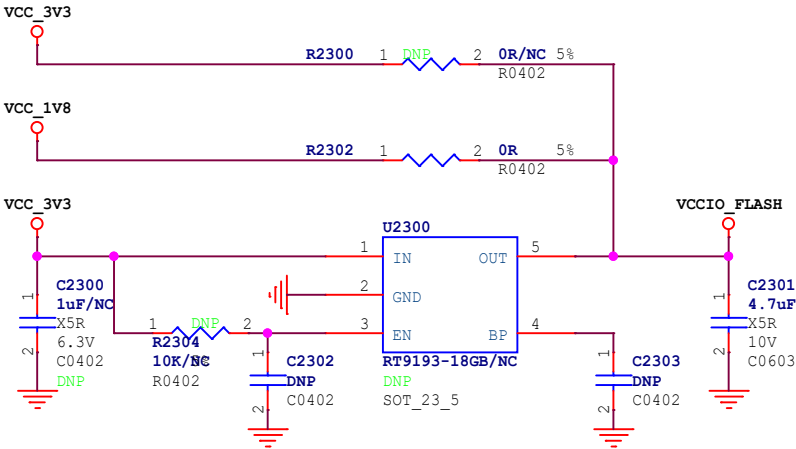 VCC_3V3
R2300 1 DNP 2 0R/NC 5%
R0402
VCC_1V8
R2302 1 2 0R 5%
R0402
VCC_3V3
VCCIO_FLASH
U2300
1 IN OUT 5
2 GND
3 EN BP 4
RT9193-18GB/NC
DNP
SOT_23_5
C2300
1uF/NC
X5R
6.3V
C0402
DNP
1
2
1 DNP 2
R2304
10K/NC
R0402
C2302
DNP
C0402
1
2
C2303
DNP
C0402
1
2
C2301
4.7uF
X5R
10V
C0603
1
2